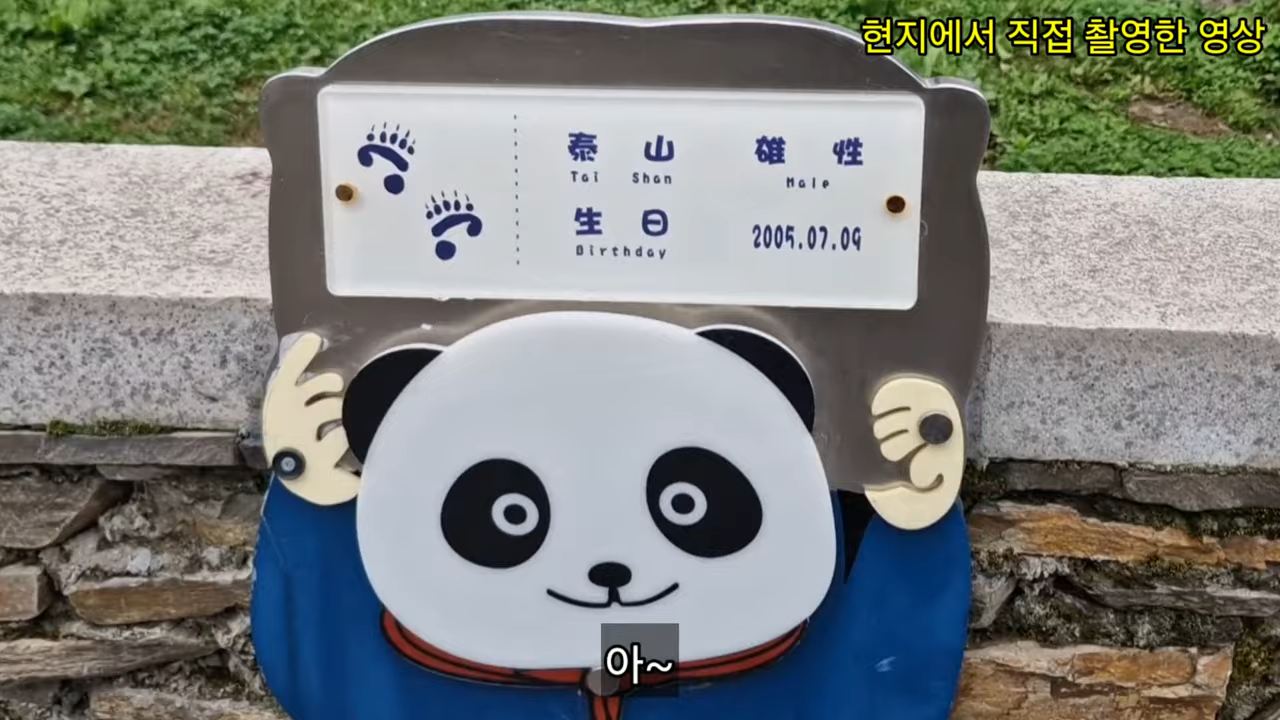 현지에서 직접 촬영한 영상
泰山 雄性
Tai Shan Male
生日 2005.07.09
Birthday
아~